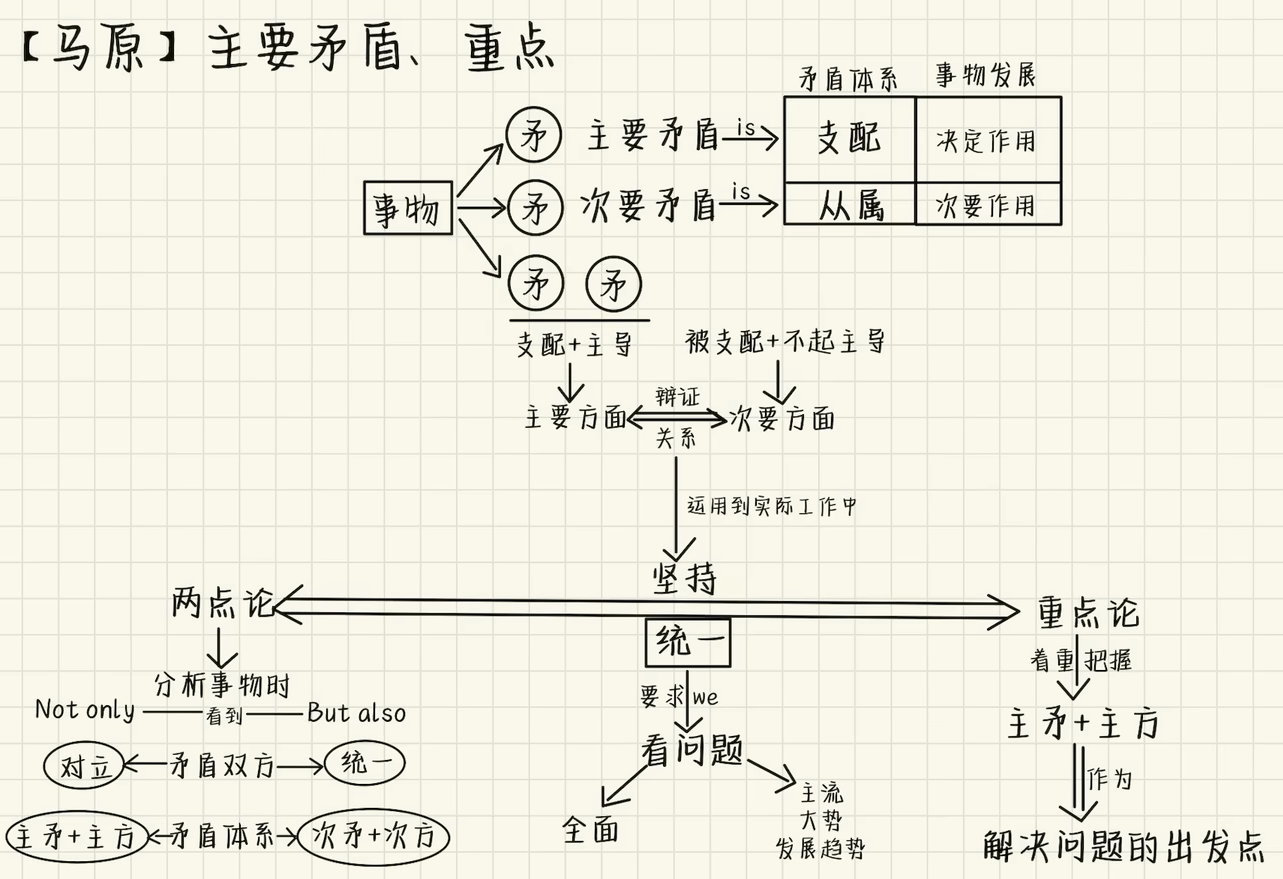 【马原】主要矛盾、重点
矛盾体系 事物发展
矛 主要矛盾 is 支配 决定作用
事物 矛 次要矛盾 is 从属 次要作用
矛 矛
支配+主导 被支配+不起主导
主要方面 辩证 次要方面
关系
运用到实际工作中
坚持
两点论 重点论
统一
着重 把握
分析事物时
要求 we
Not only 看到 But also
主矛+主方
看问题
对立 矛盾双方 统一
作为
主流
大势
全面
发展趋势
主矛+主方 矛盾体系 次矛+次方
解决问题的出发点